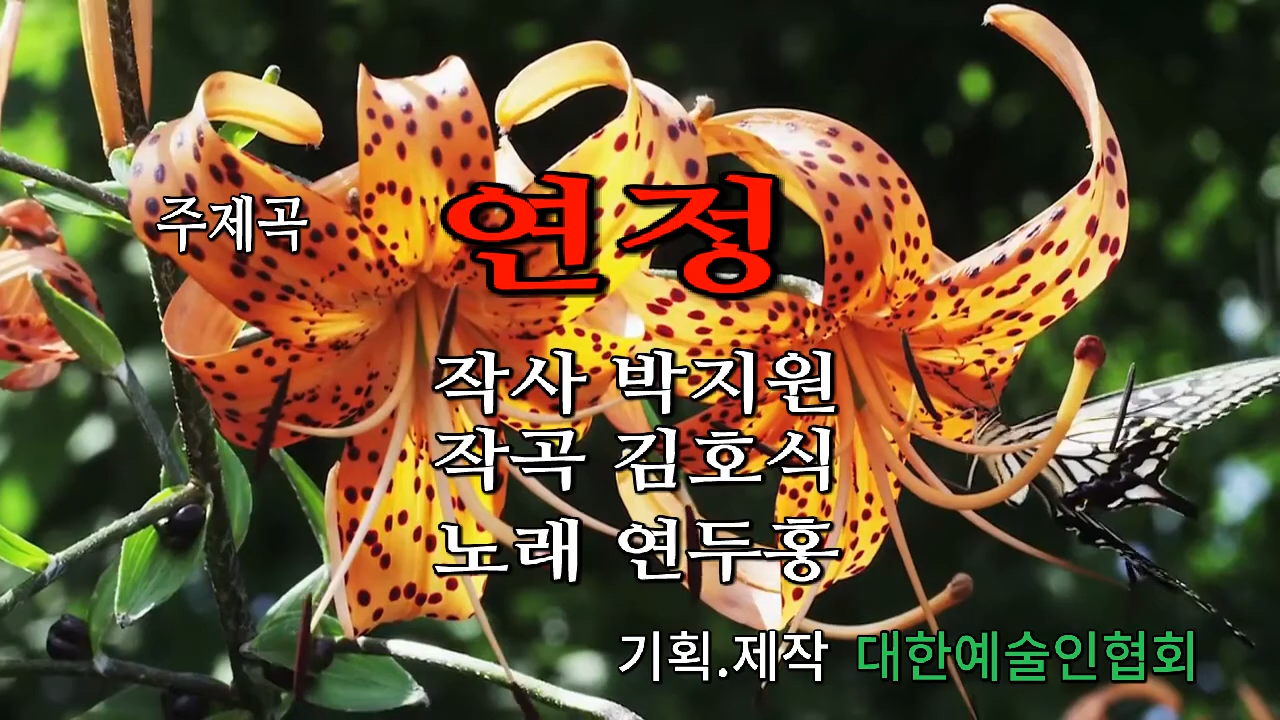 주제곡 연정
작사 박지원
작곡 김호식
노래 연두홍
기획.제작 대한예술인협회